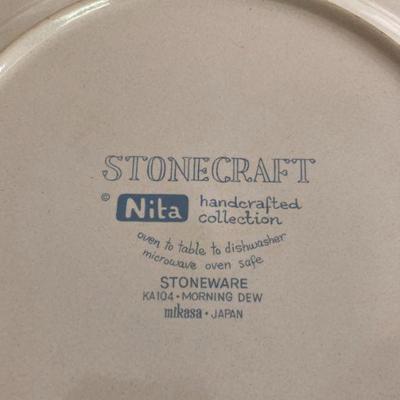 STONECRAFT
© Nita handcrafted
collection
oven to table to dishwasher
microwave oven safe
STONEWARE
KA104 • MORNING DEW
mikasa • JAPAN